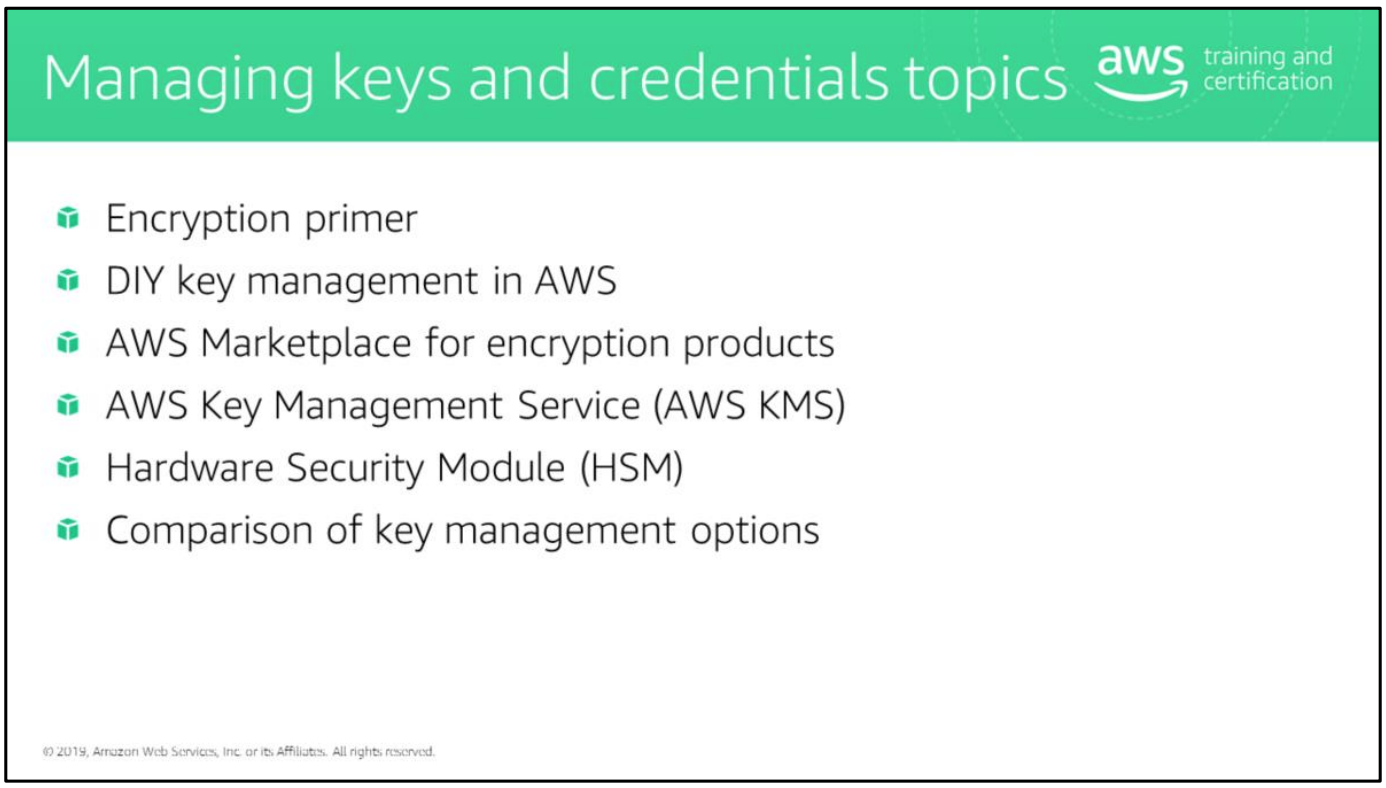 Managing keys and credentials topics
aws training and
certification
Encryption primer
DIY key management in AWS
AWS Marketplace for encryption products
AWS Key Management Service (AWS KMS)
Hardware Security Module (HSM)
Comparison of key management options
© 2019, Amazon Web Services, Inc. or its Affiliates. All rights reserved.